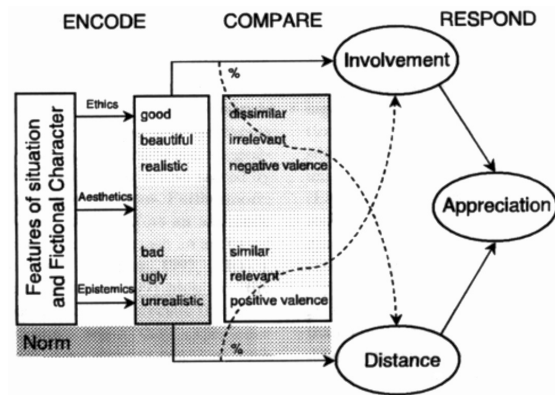 ENCODE
COMPARE
RESPOND
Features of situation
and Fictional Character
Ethics
Aesthetics
Epistemics
good
beautiful
realistic
bad
ugly
unrealistic
%
dissimilar
irrelevant
negative valence
similar
relevant
positive valence
%
Norm
Involvement
Appreciation
Distance